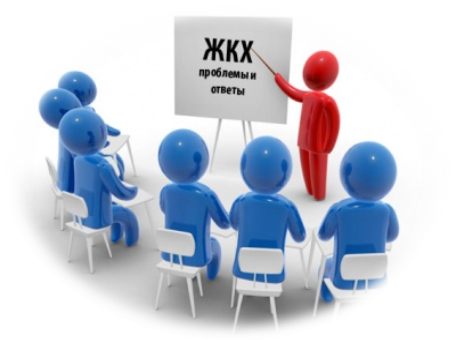 ЖКХ
проблемы и
ответы